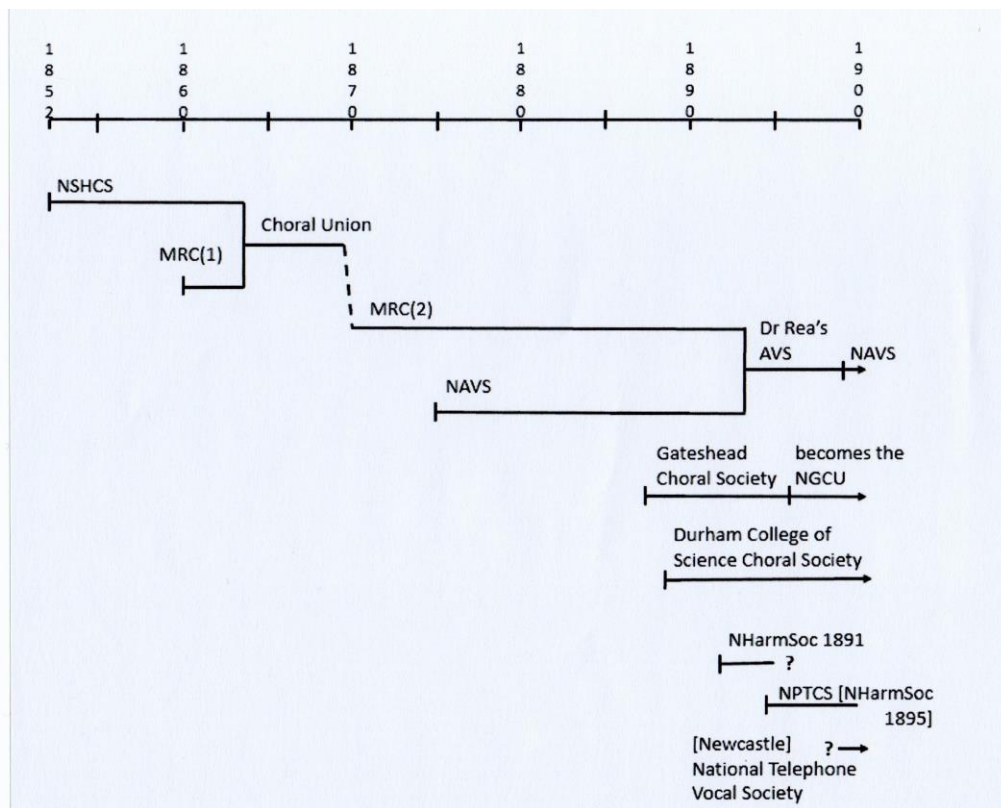 1852
1860
1870
1880
1890
1900
NSHCS
Choral Union
MRC(1)
MRC(2)
Dr Rea's
AVS
NAVS
NAVS
Gateshead
Choral Society
becomes the
NGCU
Durham College of
Science Choral Society
NHarmSoc 1891
?
NPTCS [NHarmSoc
1895]
[Newcastle]
National Telephone
Vocal Society
?